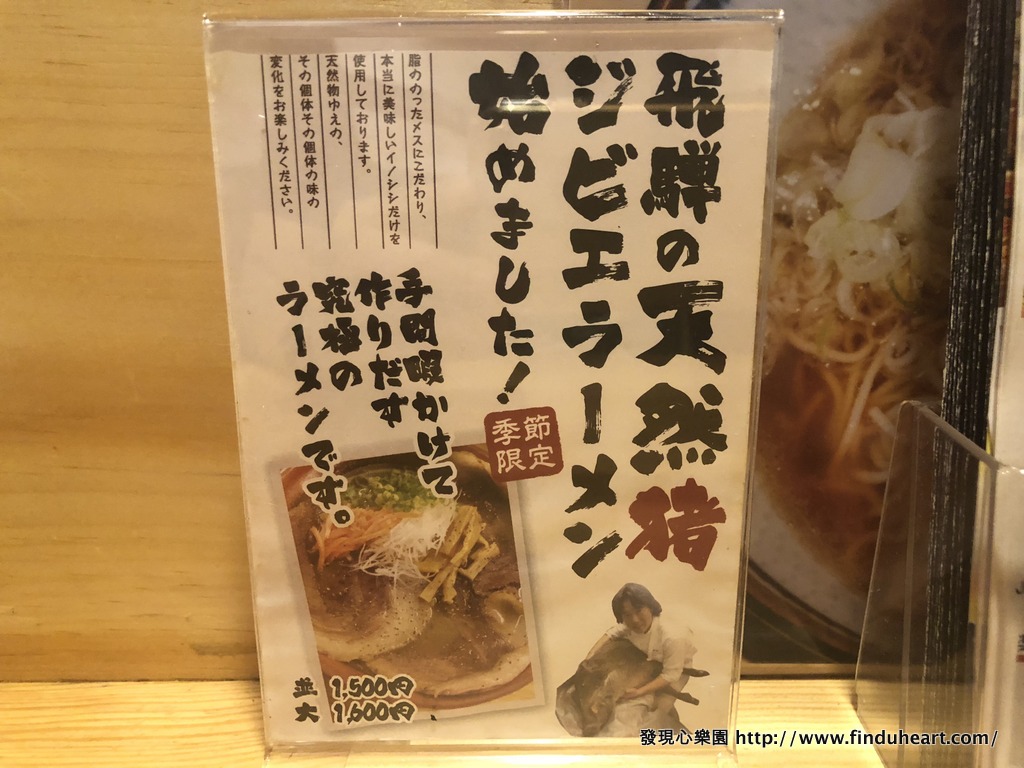 飛騨の天然猪
ジビエラーメン
始めました!
節定
季限
脂ののったメスにこだわり、
本当に美味しいイノシシだけを
使用しております。
天然物ゆえの、
その個体その個体の味の
変化をお楽しみください。
手間暇かけて
作りだす
究極の
ラーメンです。
並 1,500円
大 1,600円
發現心樂園 http://www.finduheart.com/